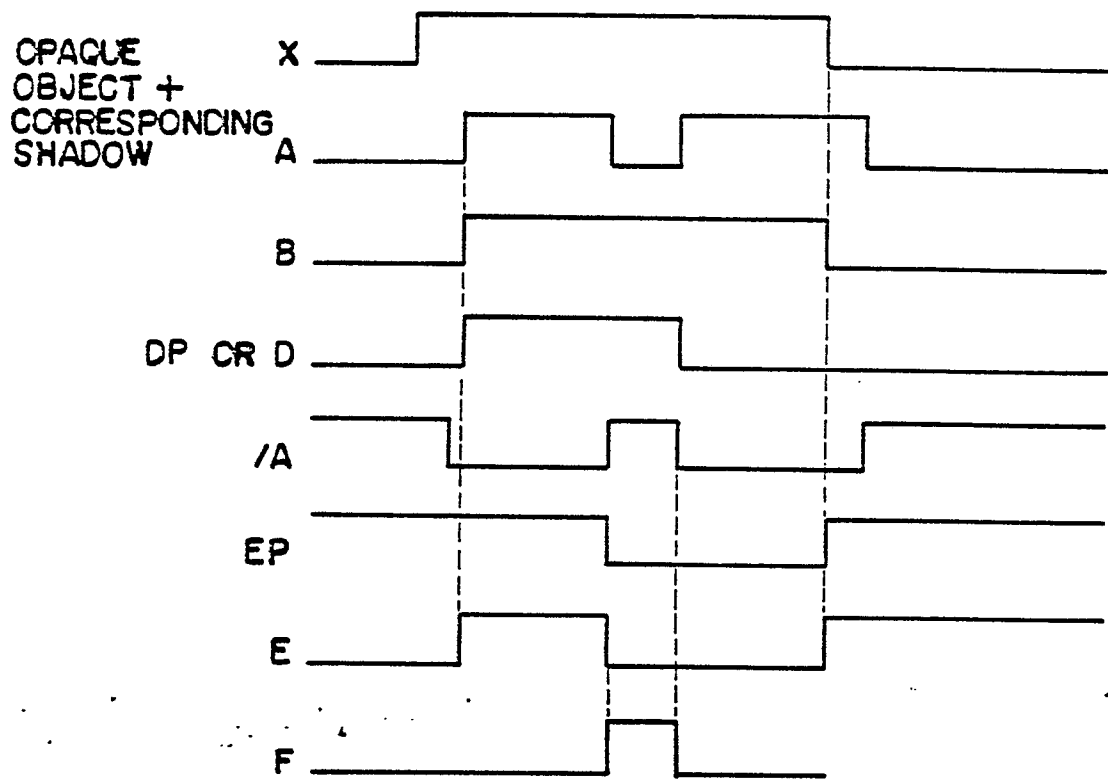 OPAQUE
OBJECT +
CORRESPONDING
SHADOW
X
A
B
DP OR D
/A
EP
E
F